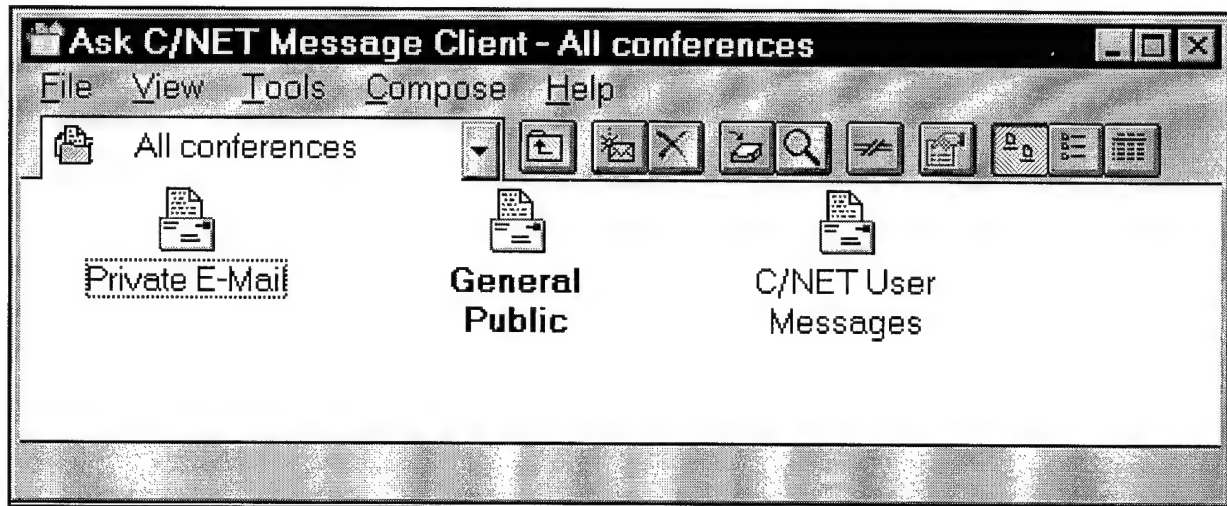 Ask C/NET Message Client - All conferences
File View Tools Compose Help
All conferences
Private E-Mail
General
Public
C/NET User
Messages